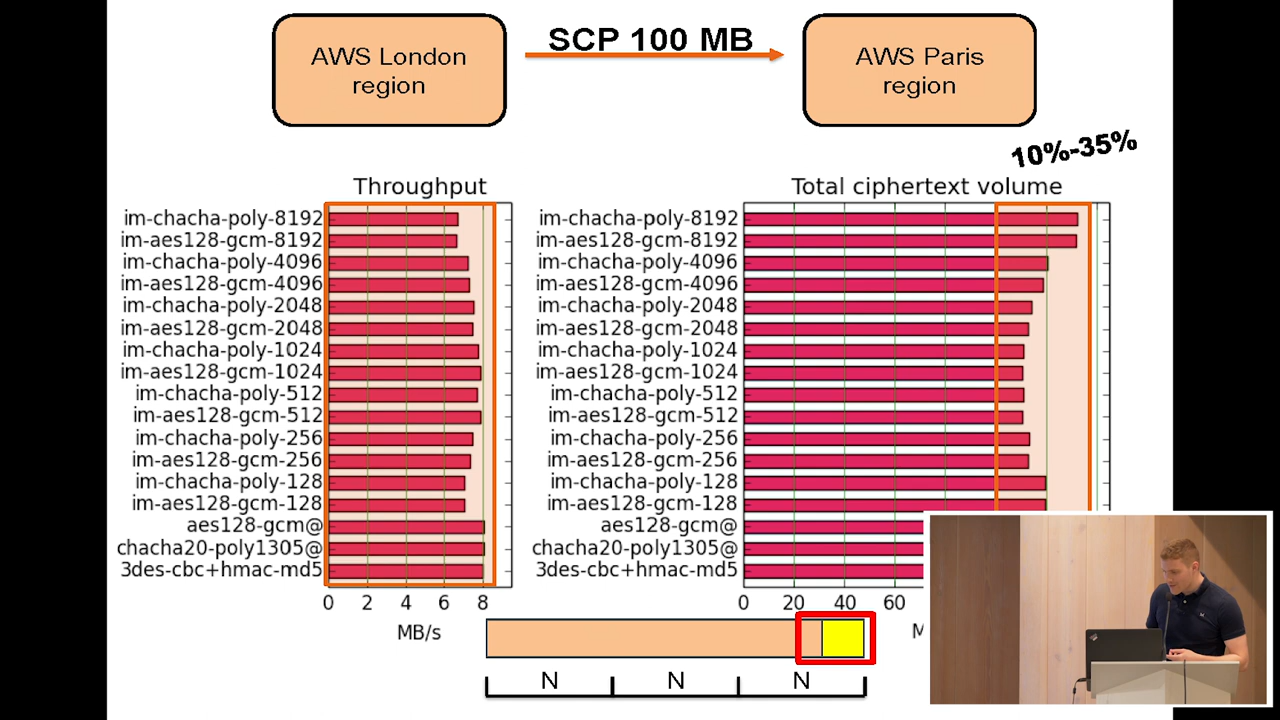 AWS London
region
SCP 100 MB
AWS Paris
region
10%-35%
Throughput
im-chacha-poly-8192
im-aes128-gcm-8192
im-chacha-poly-4096
im-aes128-gcm-4096
im-chacha-poly-2048
im-aes128-gcm-2048
im-chacha-poly-1024
im-aes128-gcm-1024
im-chacha-poly-512
im-aes128-gcm-512
im-chacha-poly-256
im-aes128-gcm-256
im-chacha-poly-128
im-aes128-gcm-128
aes128-gcm@
chacha20-poly1305@
3des-cbc+hmac-md5
0 2 4 6 8
MB/s
Total ciphertext volume
im-chacha-poly-8192
im-aes128-gcm-8192
im-chacha-poly-4096
im-aes128-gcm-4096
im-chacha-poly-2048
im-aes128-gcm-2048
im-chacha-poly-1024
im-aes128-gcm-1024
im-chacha-poly-512
im-aes128-gcm-512
im-chacha-poly-256
im-aes128-gcm-256
im-chacha-poly-128
im-aes128-gcm-128
aes128-gcm@
chacha20-poly1305@
3des-cbc+hmac-md5
0 20 40 60
N N N